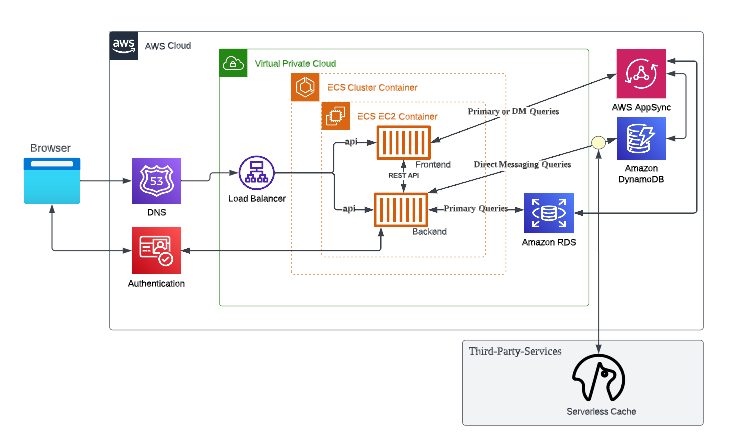 aws
AWS Cloud
Virtual Private Cloud
ECS Cluster Container
AWS AppSync
Primary or DM Queries
ECS EC2 Container
api
Frontend
Browser
REST API
Direct Messaging Queries
Amazon
DynamoDB
53
DNS
Load Balancer
api
Primary Queries
Backend
Amazon RDS
Authentication
Third-Party-Services
Serverless Cache